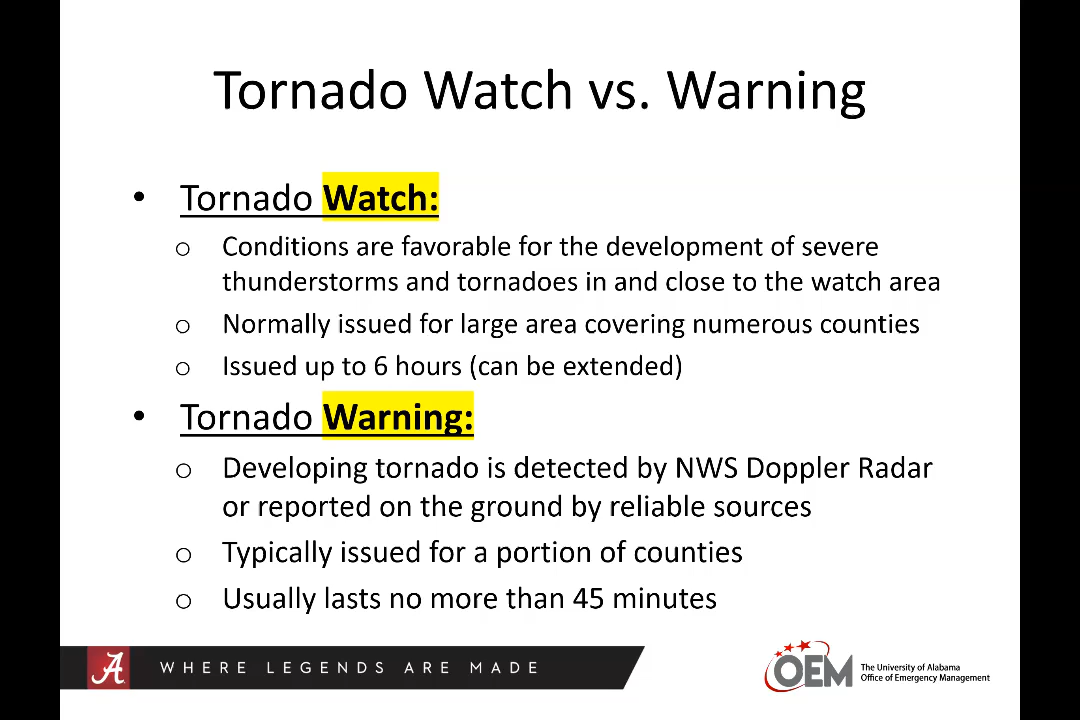 Tornado Watch vs. Warning
• Tornado Watch:
o Conditions are favorable for the development of severe
thunderstorms and tornadoes in and close to the watch area
o Normally issued for large area covering numerous counties
o Issued up to 6 hours (can be extended)
• Tornado Warning:
o Developing tornado is detected by NWS Doppler Radar
or reported on the ground by reliable sources
o Typically issued for a portion of counties
o Usually lasts no more than 45 minutes
A WHERE LEGENDS ARE MADE
OEM
The University of Alabama
Office of Emergency Management